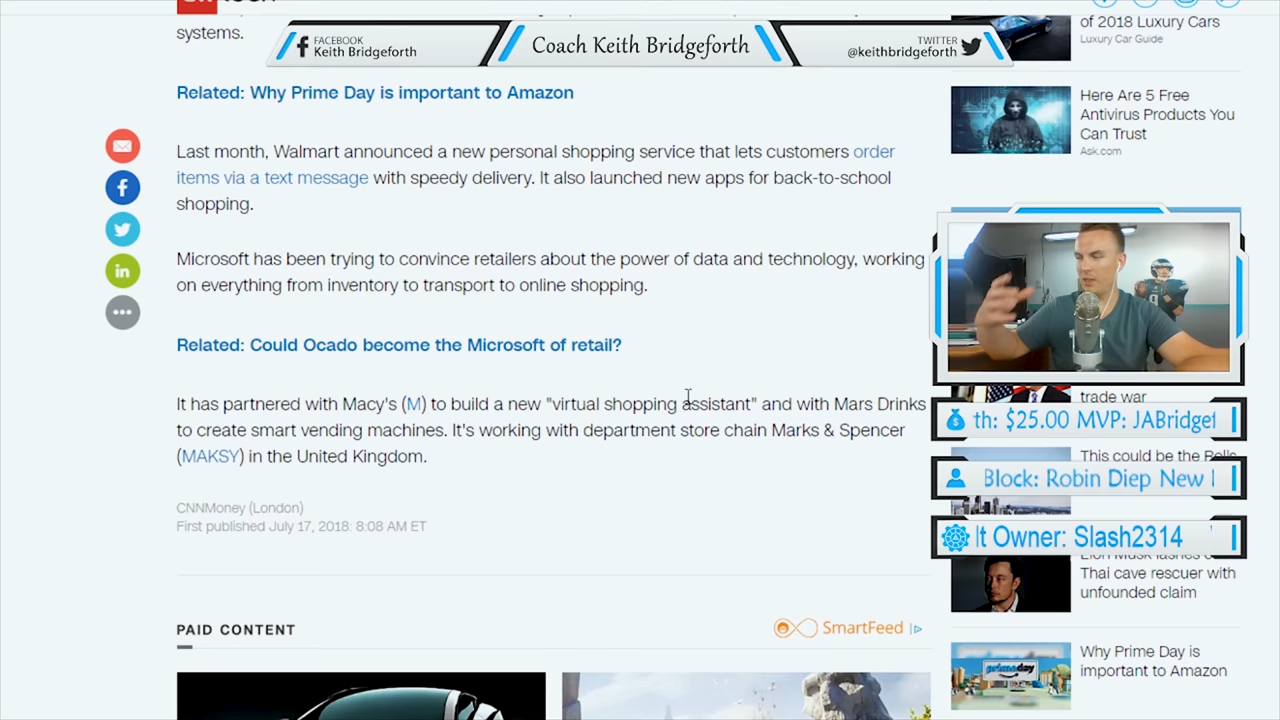 systems.
FACEBOOK
Keith Bridgeforth
Coach Keith Bridgeforth
TWITTER
@keithbridgeforth
of 2018 Luxury Cars
Luxury Car Guide
Related: Why Prime Day is important to Amazon
Here Are 5 Free
Antivirus Products You
Can Trust
Ask.com
Last month, Walmart announced a new personal shopping service that lets customers order
items via a text message with speedy delivery. It also launched new apps for back-to-school
shopping.
Microsoft has been trying to convince retailers about the power of data and technology, working
on everything from inventory to transport to online shopping.
Related: Could Ocado become the Microsoft of retail?
It has partnered with Macy's (M) to build a new "virtual shopping assistant" and with Mars Drinks
to create smart vending machines. It's working with department store chain Marks & Spencer
(MAKSY) in the United Kingdom.
CNNMoney (London)
First published July 17, 2018: 8:08 AM ET
trade war
th: $25.00 MVP: JABridgef
This could be the
Block: Robin Diep New
It Owner: Slash2314
Thai cave rescuer with
unfounded claim
PAID CONTENT
SmartFeed
Why Prime Day is
important to Amazon
primeday